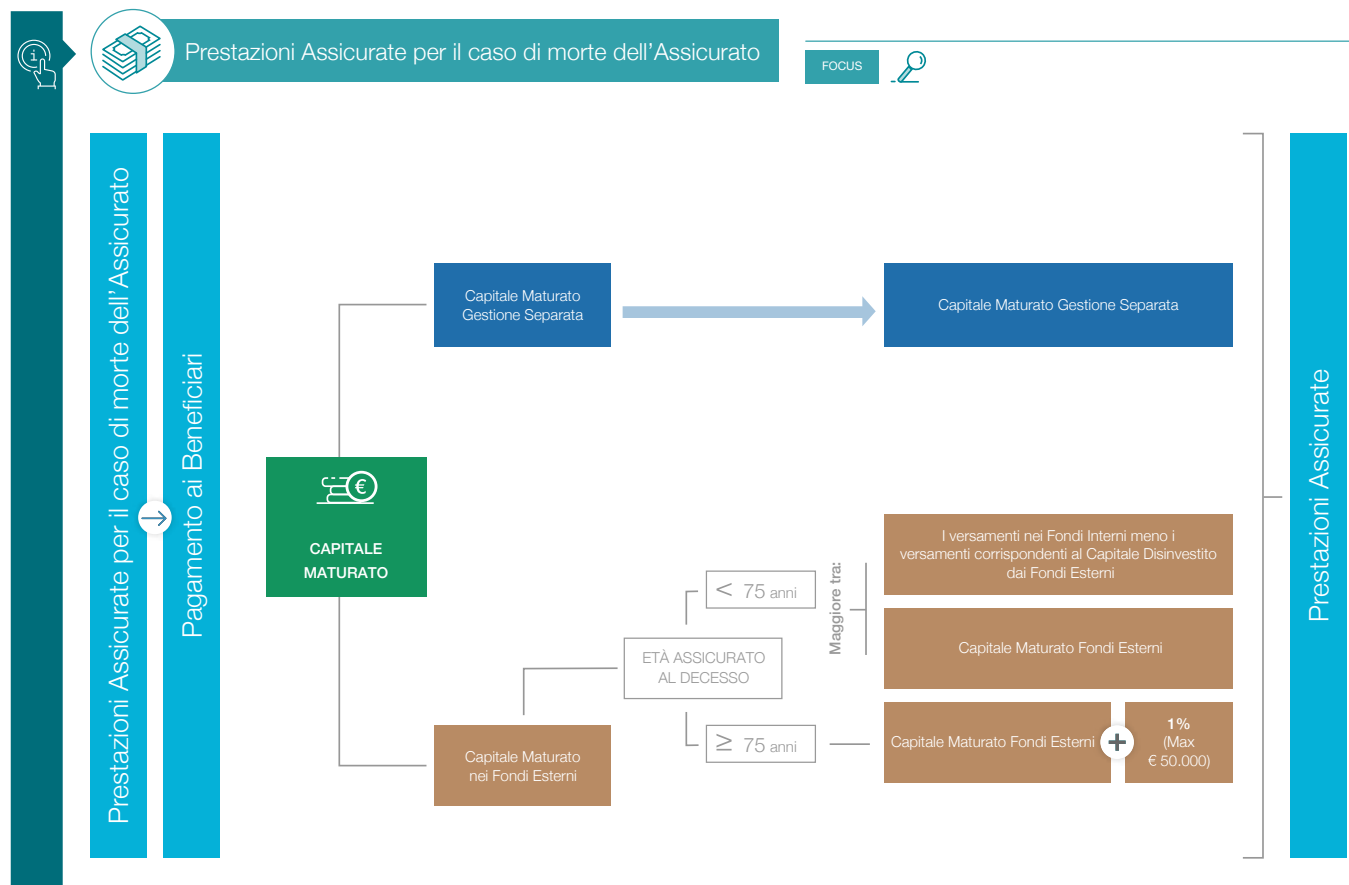 i
Prestazioni Assicurate per il caso di morte dell'Assicurato
FOCUS
Prestazioni Assicurate per il caso di morte dell'Assicurato
Pagamento ai Beneficiari
€
CAPITALE
MATURATO
Capitale Maturato
Gestione Separata
Capitale Maturato Gestione Separata
Capitale Maturato
nei Fondi Esterni
ETÀ ASSICURATO
AL DECESSO
< 75 anni
Maggiore tra:
I versamenti nei Fondi Interni meno i
versamenti corrispondenti al Capitale Disinvestito
dai Fondi Esterni
Capitale Maturato Fondi Esterni
≥ 75 anni
Capitale Maturato Fondi Esterni
+
1%
(Max
€ 50.000)
Prestazioni Assicurate